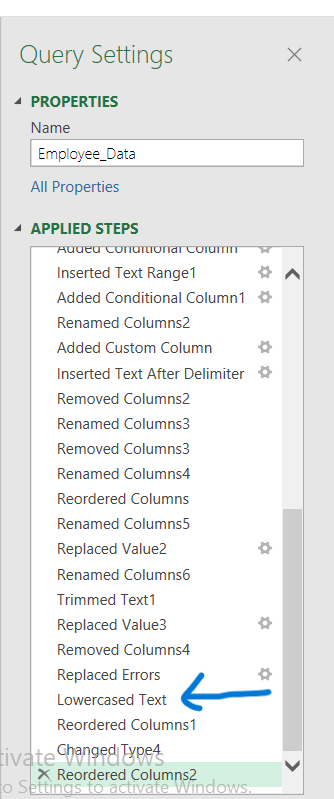 Query Settings
PROPERTIES
Name
Employee_Data
All Properties
APPLIED STEPS
Added Conditional Column
Inserted Text Range1
Added Conditional Column1
Renamed Columns2
Added Custom Column
Inserted Text After Delimiter
Removed Columns2
Renamed Columns3
Removed Columns3
Renamed Columns4
Reordered Columns
Renamed Columns5
Replaced Value2
Renamed Columns6
Trimmed Text1
Replaced Value3
Removed Columns4
Replaced Errors
Lowercased Text
Reordered Columns1
Changed Type4
tivate Windows
Reordered Columns2
to Settings to activate Windows.